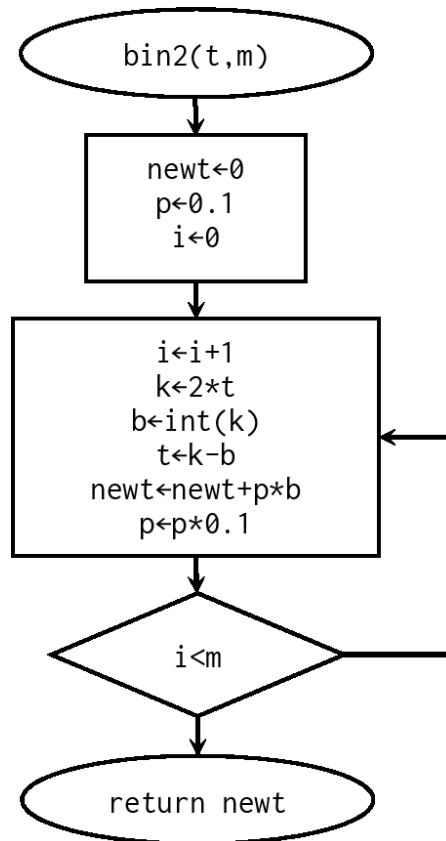 bin2(t,m)
newt←0
p←0.1
i←0
i←i+1
k←2*t
b←int(k)
t←k-b
newt←newt+p*b
p←p*0.1
i<m
return newt